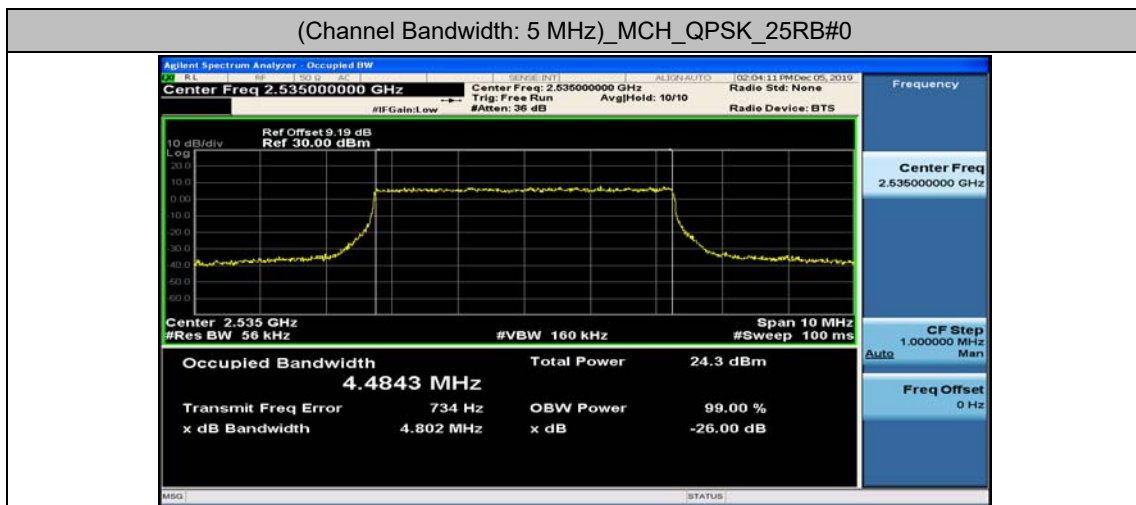 (Channel Bandwidth: 5 MHz)_MCH_QPSK_25RB#0
Agilent Spectrum Analyzer - Occupied BW
RL RF 50 Ω AC SENSE:INT ALIGN AUTO 02:04:11 PM Dec 05, 2019
Center Freq 2.535000000 GHz
Center Freq: 2.535000000 GHz
Radio Std: None
Trig: Free Run Avg|Hold: 10/10
#IFGain:Low #Atten: 36 dB
Radio Device: BTS
Frequency
Ref Offset 9.19 dB
10 dB/div Ref 30.00 dBm
Log
20.0
10.0
0.00
-10.0
-20.0
-30.0
-40.0
-50.0
-60.0
Center 2.535 GHz Span 10 MHz
#Res BW 56 kHz #VBW 160 kHz #Sweep 100 ms
Occupied Bandwidth Total Power 24.3 dBm
4.4843 MHz
Transmit Freq Error 734 Hz OBW Power 99.00 %
x dB Bandwidth 4.802 MHz x dB -26.00 dB
Center Freq
2.535000000 GHz
CF Step
1.000000 MHz
Auto Man
Freq Offset
0 Hz
MSG STATUS